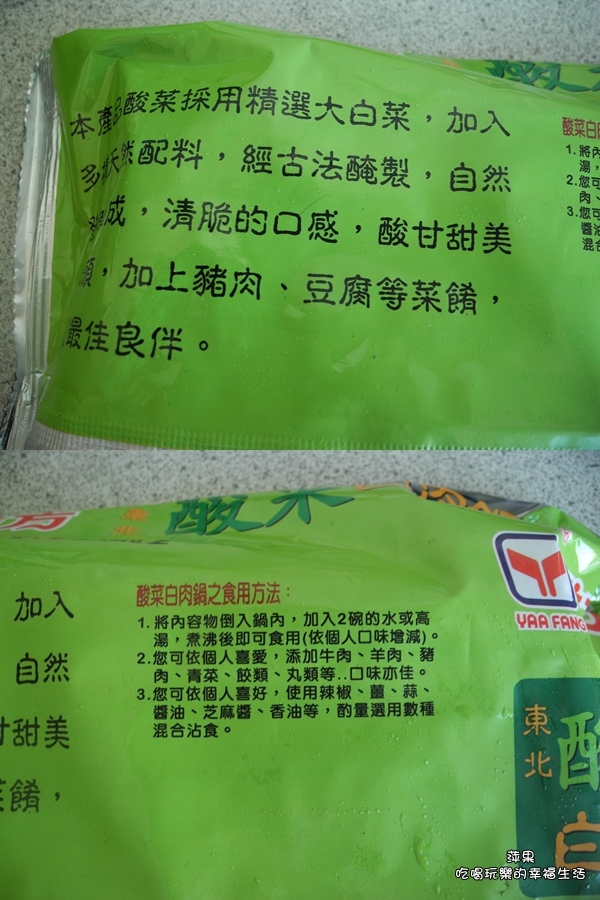 本產品酸菜採用精選大白菜，加入
多種天然配料，經古法醃製，自然
發成，清脆的口感，酸甘甜美
順，加上豬肉、豆腐等菜餚，
最佳良伴。
酸菜白
1. 將內
湯，
2. 您可
肉、
3. 您可
醬油
混合
酸菜
東北
加入
自然
甘甜美
菜餚，
酸菜白肉鍋之食用方法：
1. 將內容物倒入鍋內，加入2碗的水或高
湯，煮沸後即可食用(依個人口味增減)。
2.您可依個人喜愛，添加牛肉、羊肉、豬
肉、青菜、餃類、丸類等..口味亦佳。
3.您可依個人喜好，使用辣椒、薑、蒜、
醬油、芝麻醬、香油等，酌量選用數種
混合沾食。
YAA FANG
東北
酸
白
萍果
吃喝玩樂的幸福生活